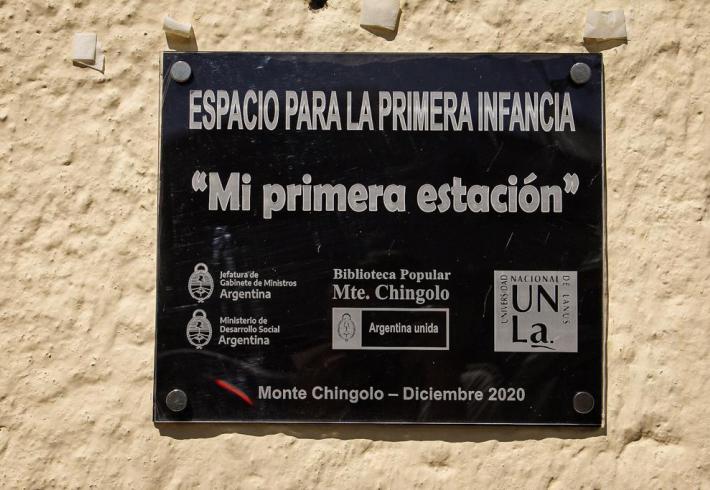 ESPACIO PARA LA PRIMERA INFANCIA
“Mi primera estación”
Jefatura de
Gabinete de Ministros
Argentina
Ministerio de
Desarrollo Social
Argentina
Biblioteca Popular
Mte. Chingolo
Argentina unida
UNIVERSIDAD NACIONAL DE LANUS
UN
La.
Monte Chingolo – Diciembre 2020